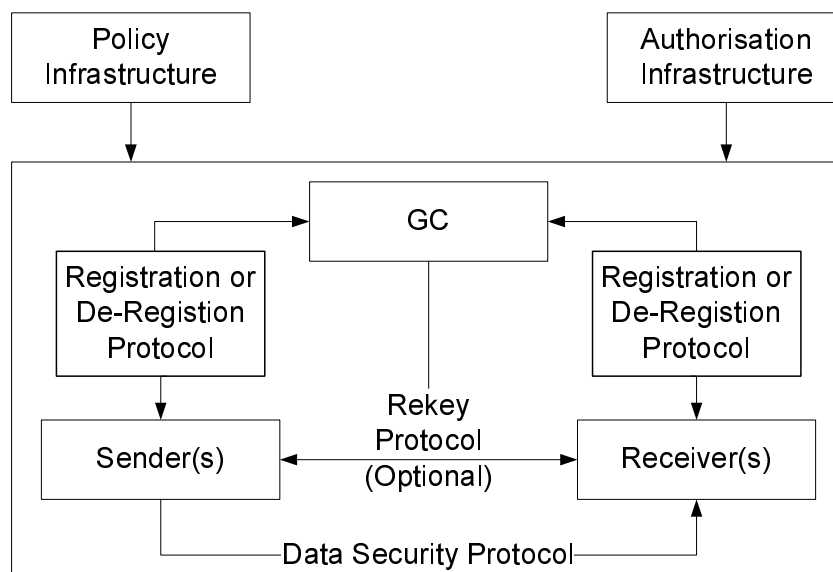 Policy
Infrastructure
Authorisation
Infrastructure
GC
Registration or
De-Registion
Protocol
Registration or
De-Registion
Protocol
Rekey
Protocol
(Optional)
Sender(s)
Receiver(s)
Data Security Protocol